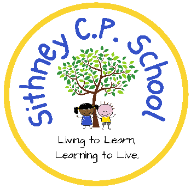 Sithney C.P. School
Living to Learn,
Learning to Live.